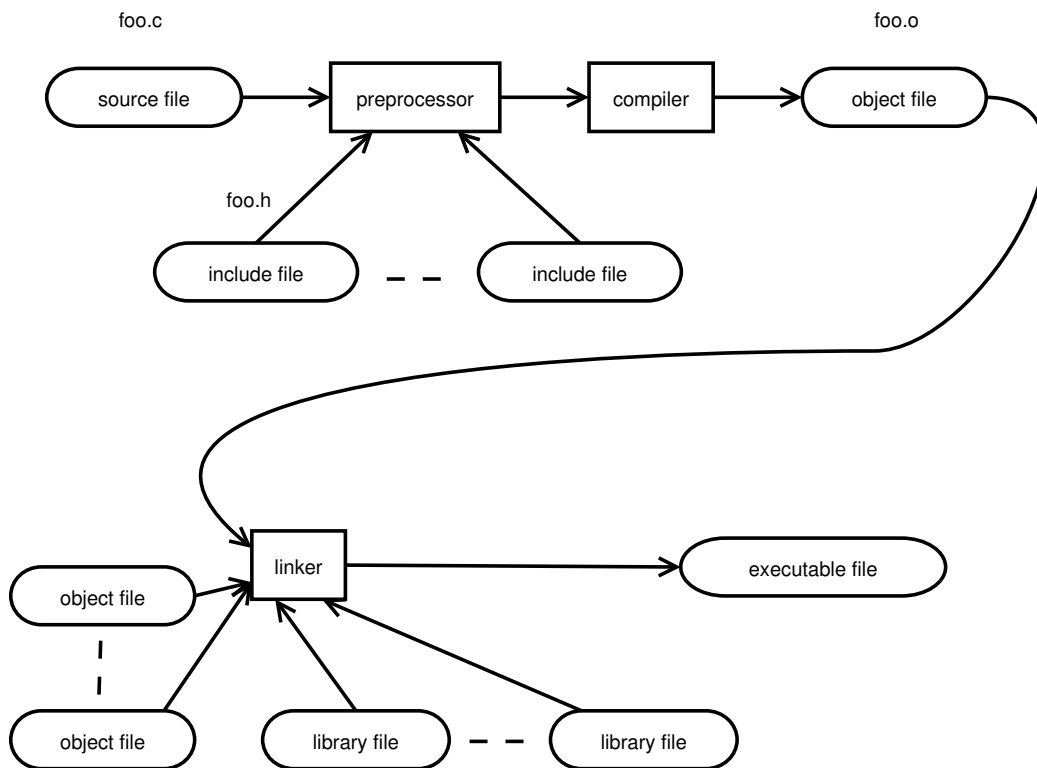 foo.c
foo.o
source file
preprocessor
compiler
object file
foo.h
include file
include file
linker
executable file
object file
object file
library file
library file